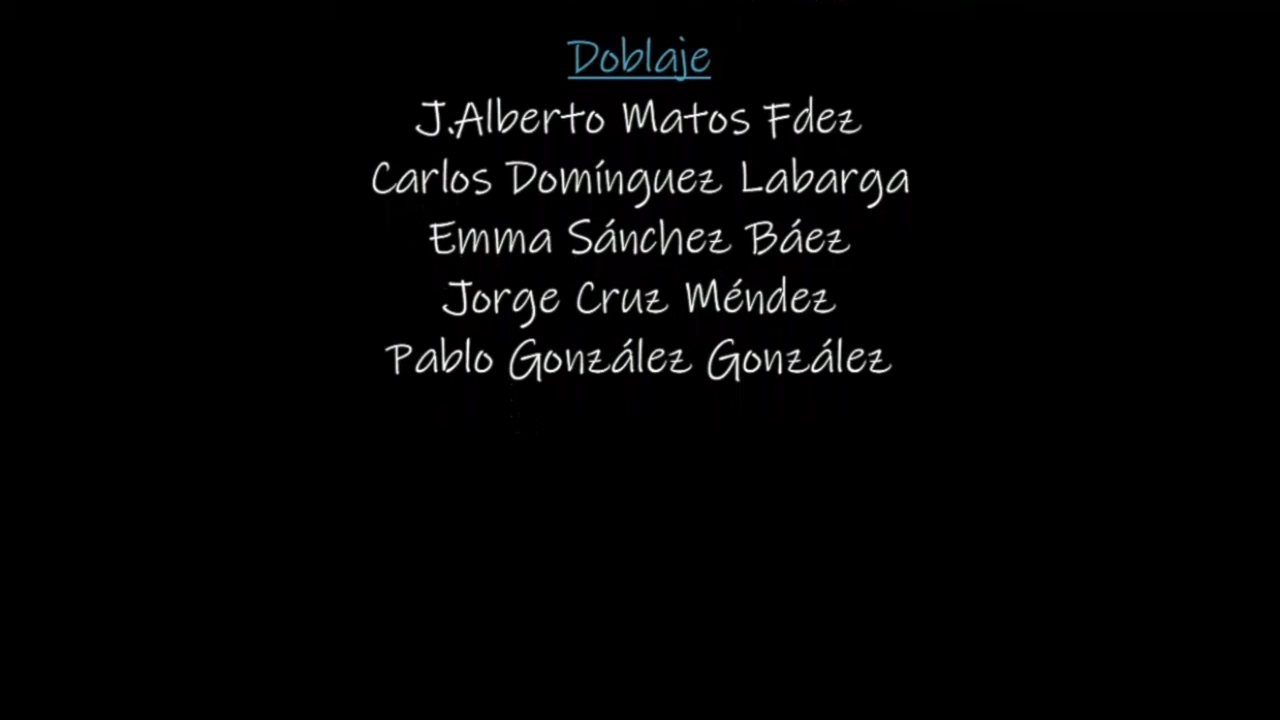 Doblaje
J.Alberto Matos Fdez
Carlos Domínguez Labarga
Emma Sánchez Báez
Jorge Cruz Méndez
Pablo González González